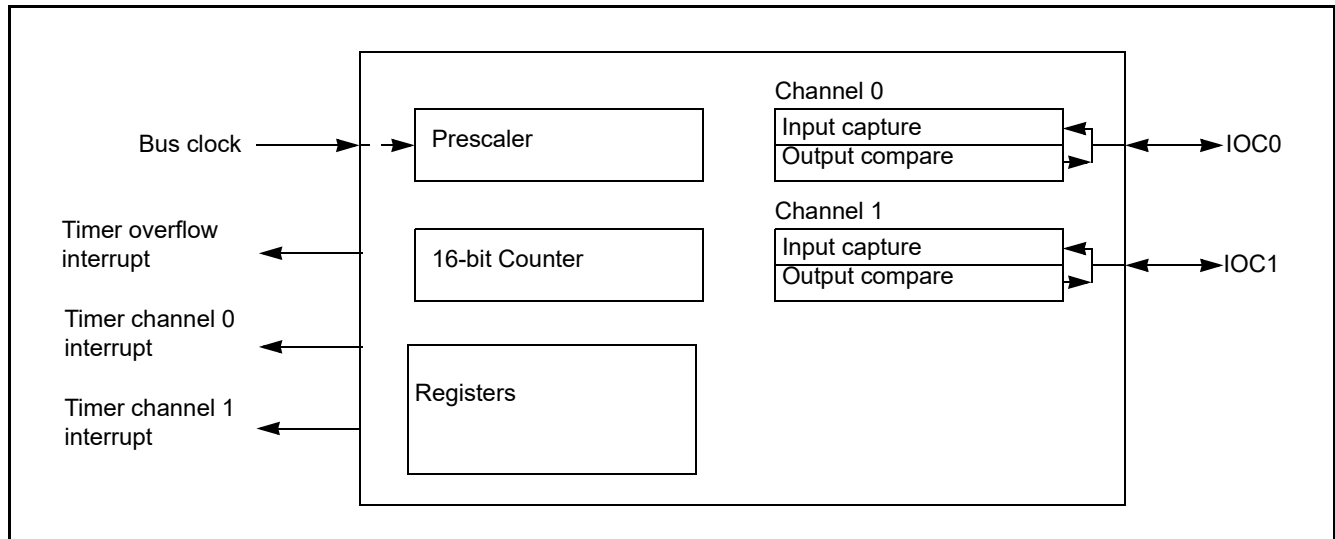 Bus clock
Timer overflow
interrupt
Timer channel 0
interrupt
Timer channel 1
interrupt
Prescaler
16-bit Counter
Registers
Channel 0
Input capture
Output compare
Channel 1
Input capture
Output compare
IOC0
IOC1